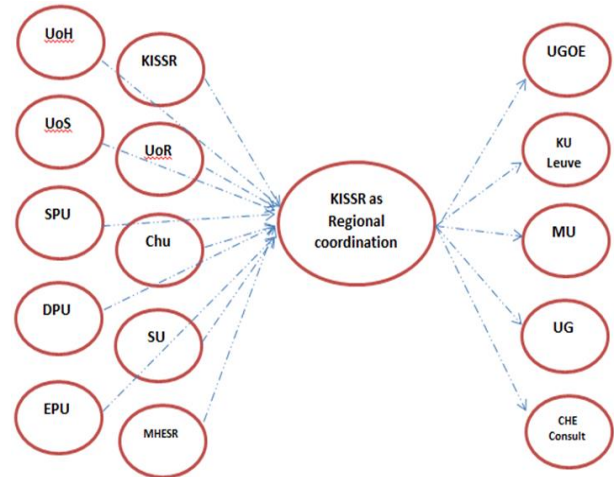 UoH
KISSR
UoS
UoR
SPU
Chu
DPU
SU
EPU
MHESR
KISSR as
Regional
coordination
UGOE
KU
Leuve
MU
UG
CHE
Consult